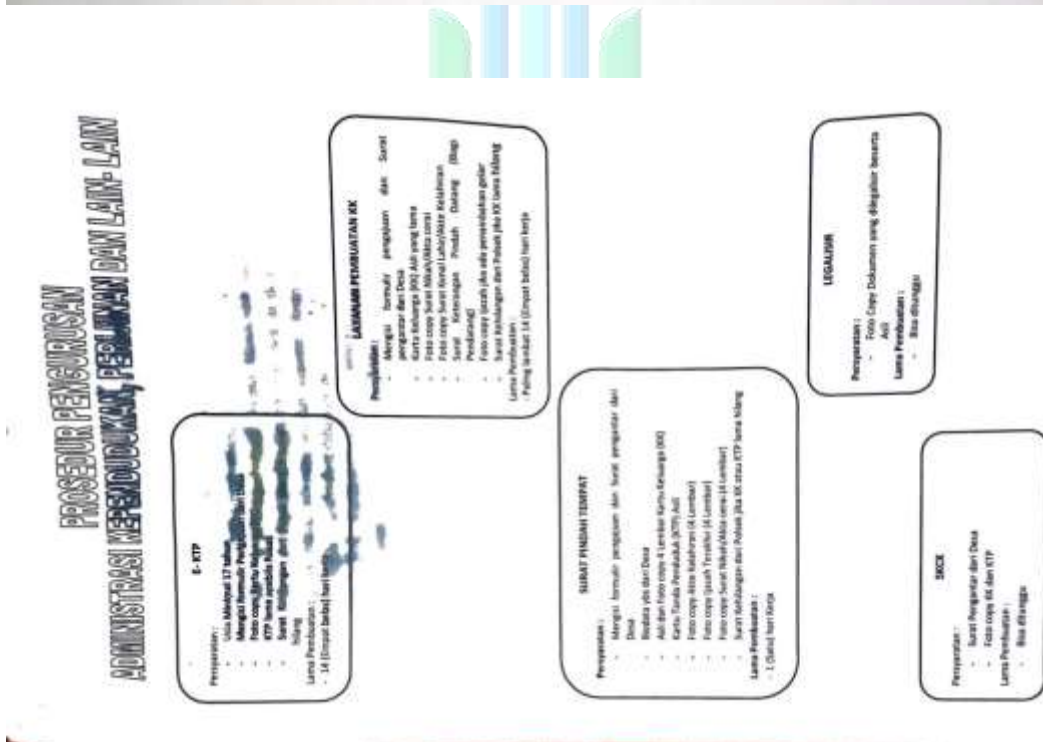 PROSEDUR PENGURUSAN
ADMINISTRASI KEPENDUDUKAN, PERIJINAN DAN LAIN- LAIN
E- KTP
Persyaratan :
- Usia Minimal 17 tahun
- Mengisi Formulir dari Desa
- Foto copy Kartu
- KTP lama apabila
- Surat dari
hilang
Lama Pembuatan :
- 14 (Empat belas) hari kerja
LAYANAN PEMBUATAN KK
Persyaratan :
- Mengisi formulir pengajuan dan Surat
pengantar dari Desa
- Kartu Keluarga (KK) Asli yang lama
- Foto copy Surat Nikah/Akta cerai
- Foto copy Surat Kenal Lahir/Akte Kelahiran
- Surat Keterangan Pindah Datang (Bagi
Pendatang)
- Foto copy Ijazah jika ada penambahan gelar
- Surat Kehilangan dari Polsek jika KK lama hilang
Lama Pembuatan :
- Paling lambat 14 (Empat belas) hari kerja
SURAT PINDAH TEMPAT
Persyaratan :
- Mengisi formulir pengajuan dan Surat pengantar dari
Desa
- Biodata ybs dari Desa
- Asli dan Foto copy 4 Lembar Kartu Keluarga (KK)
- Kartu Tanda Penduduk (KTP) Asli
- Foto copy Akta Kelahiran (4 Lembar)
- Foto copy Ijazah Terakhir (4 Lembar)
- Foto copy Surat Nikah/Akta cerai (4 Lembar)
- Surat Kehilangan dari Polsek jika KK atau KTP lama hilang
Lama Pembuatan :
- 1 (Satu) hari Kerja
LEGALISIR
Persyaratan :
- Foto Copy Dokumen yang dilegalisir beserta
Asli
Lama Pembuatan :
- Bisa ditunggu
SKCK
Persyaratan :
- Surat Pengantar dari Desa
- Foto copy KK dan KTP
Lama Pembuatan :
- Bisa ditunggu